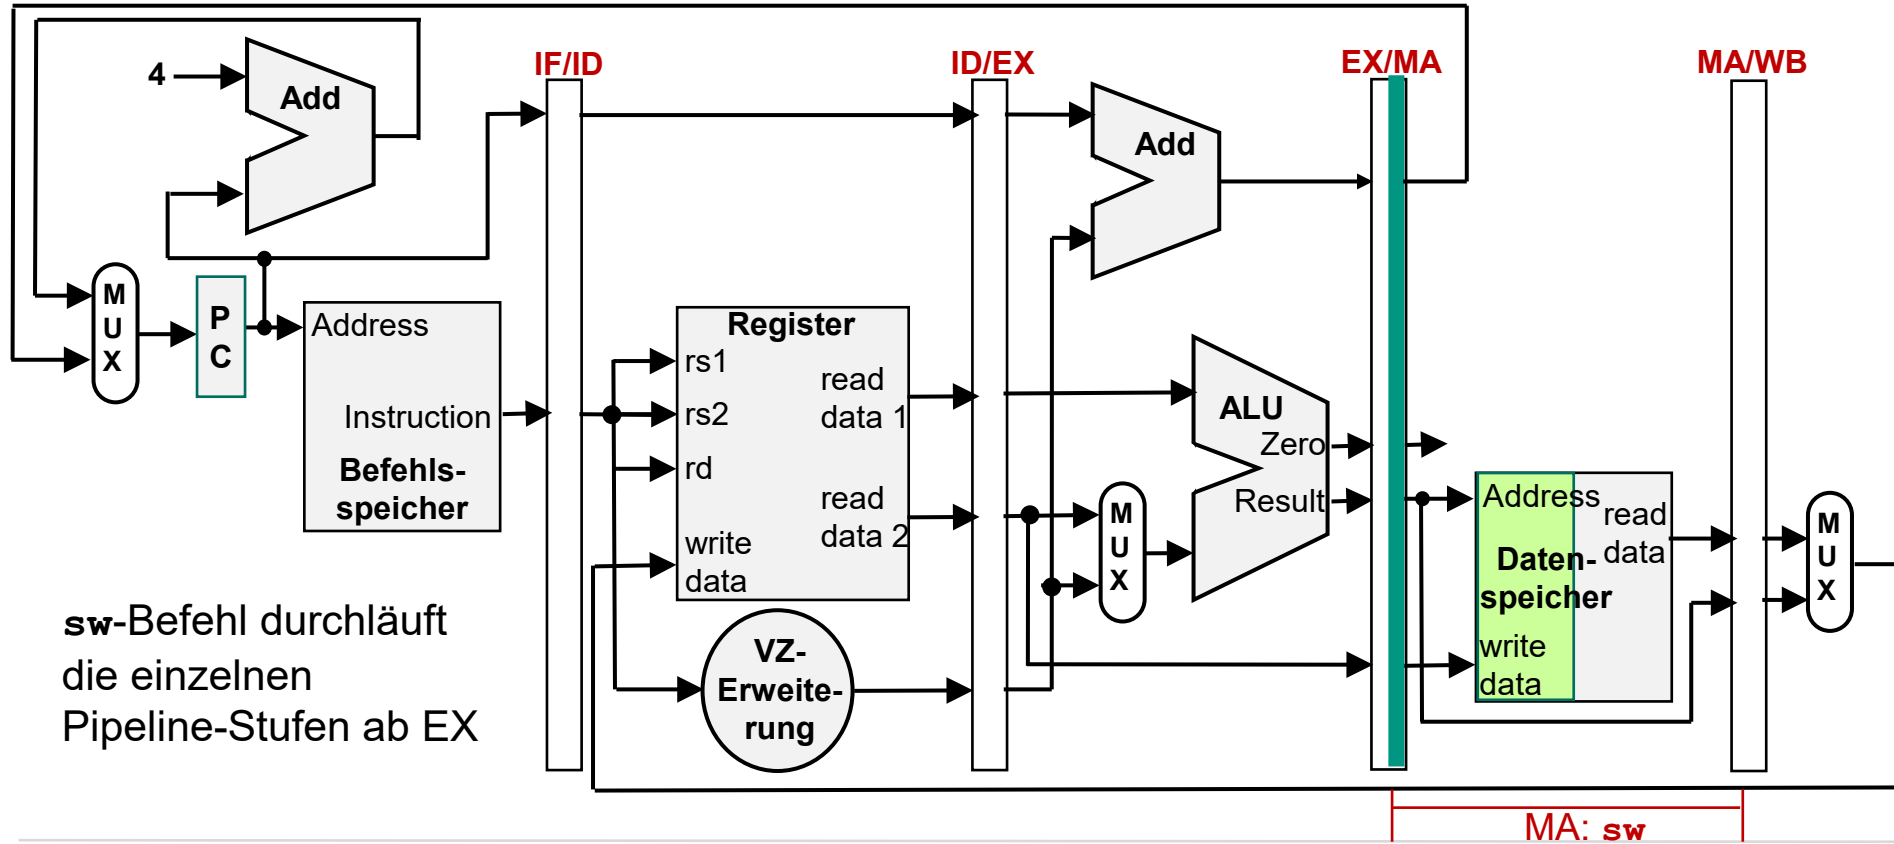 IF/ID
ID/EX
EX/MA
MA/WB
4
Add
Add
M
U
X
P
C
Address
Instruction
Befehls-
speicher
Register
rs1
rs2
rd
write
data
read
data 1
read
data 2
VZ-
Erweite-
rung
M
U
X
ALU
Zero
Result
Address
read
data
Daten-
speicher
write
data
M
U
X
sw-Befehl durchläuft
die einzelnen
Pipeline-Stufen ab EX
MA: sw